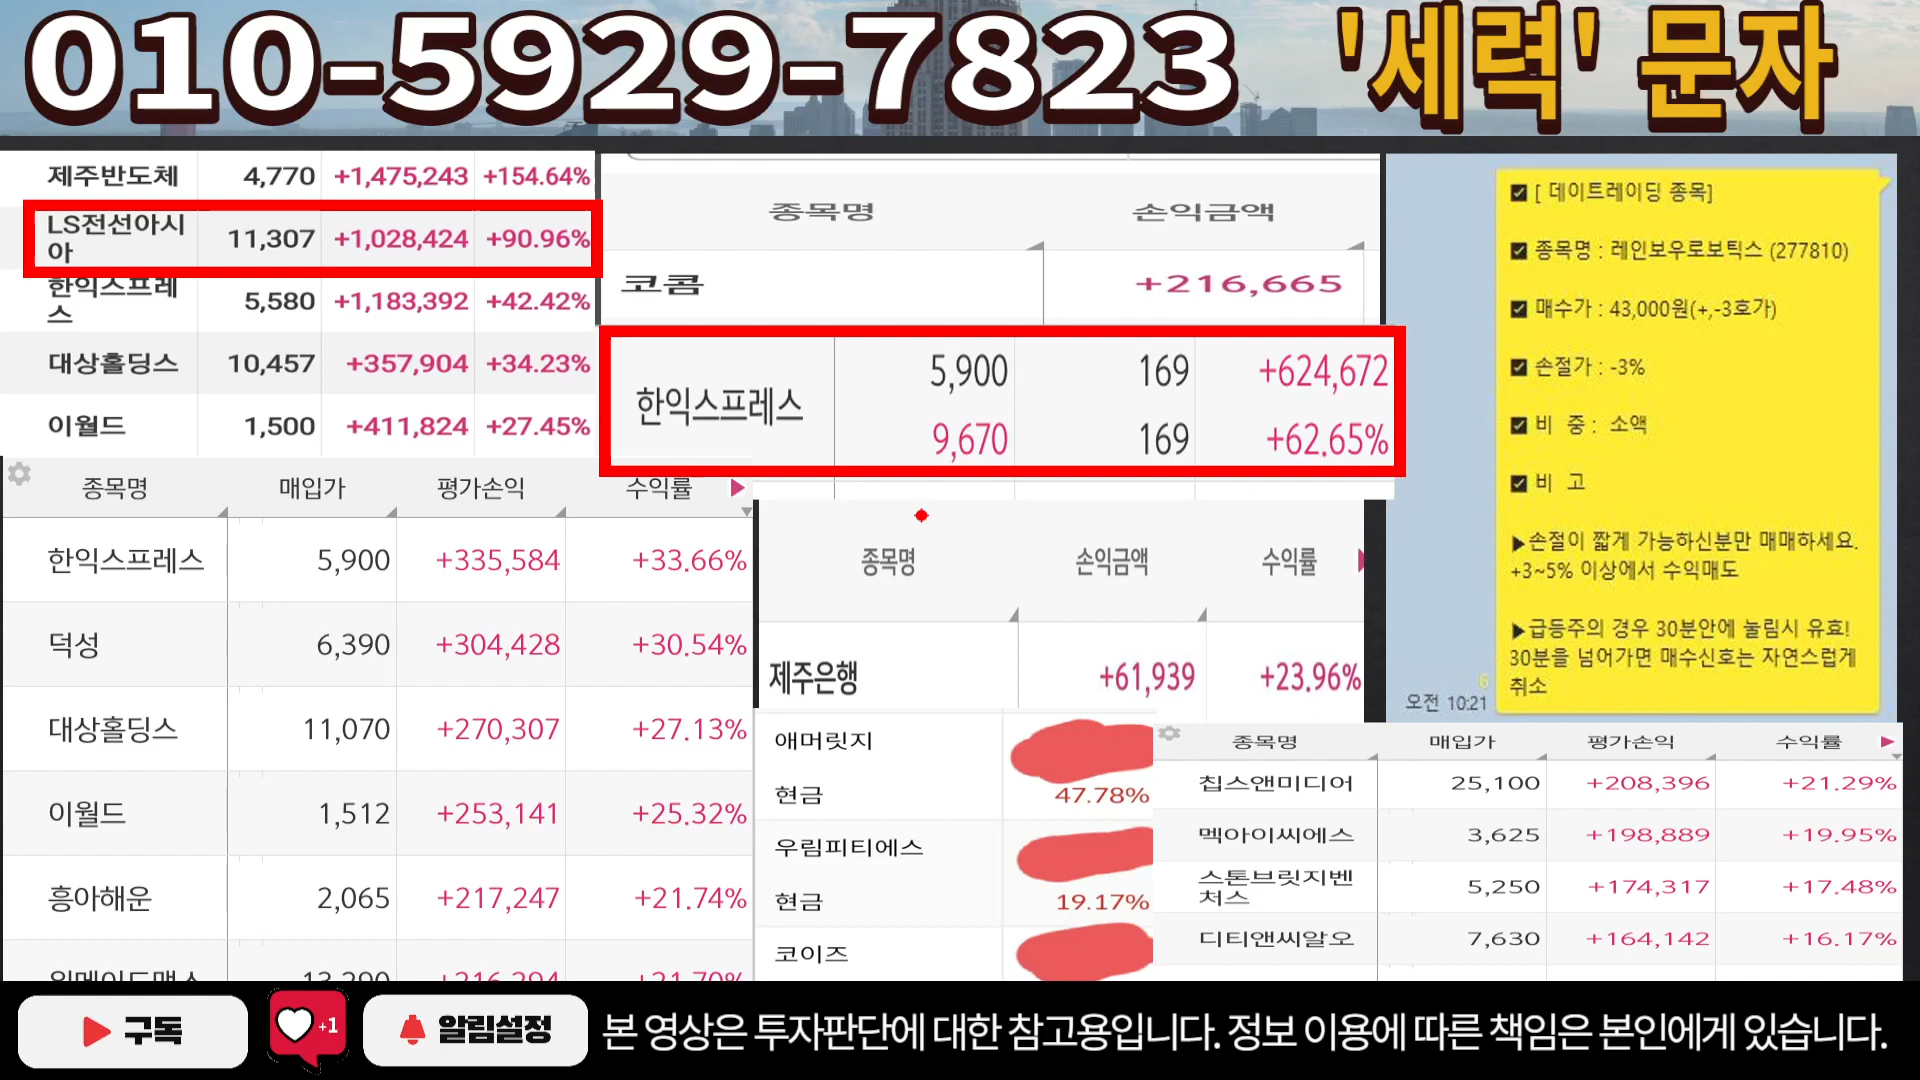 010-5929-7823 '세력' 문자
제주반도체 4,770 +1,475,243 +154.64%
LS전선아시
아 11,307 +1,028,424 +90.96%
한익스프레
스 5,580 +1,183,392 +42.42%
대상홀딩스 10,457 +357,904 +34.23%
이월드 1,500 +411,824 +27.45%
종목명 매입가 평가손익 수익률
한익스프레스 5,900 +335,584 +33.66%
덕성 6,390 +304,428 +30.54%
대상홀딩스 11,070 +270,307 +27.13%
이월드 1,512 +253,141 +25.32%
흥아해운 2,065 +217,247 +21.74%
종목명 손익금액
코콤 +216,665
한익스프레스 5,900 169 +624,672
9,670 169 +62.65%
종목명 손익금액 수익률
제주은행 +61,939 +23.96%
애머릿지
현금 47.78%
우림피티에스
현금 19.17%
코이즈
[ 데이트레이딩 종목]
종목명 : 레인보우로보틱스 (277810)
매수가 : 43,000원(+,-3호가)
손절가 : -3%
비 중 : 소액
비 고
▶손절이 짧게 가능하신분만 매매하세요.
+3~5% 이상에서 수익매도
▶급등주의 경우 30분안에 눌림시 유효!
30분을 넘어가면 매수신호는 자연스럽게
취소
6
오전 10:21
종목명 매입가 평가손익 수익률
칩스앤미디어 25,100 +208,396 +21.29%
멕아이씨에스 3,625 +198,889 +19.95%
스톤브릿지벤
처스 5,250 +174,317 +17.48%
디티앤씨알오 7,630 +164,142 +16.17%
구독 +1 알림설정 본 영상은 투자판단에 대한 참고용입니다. 정보 이용에 따른 책임은 본인에게 있습니다.